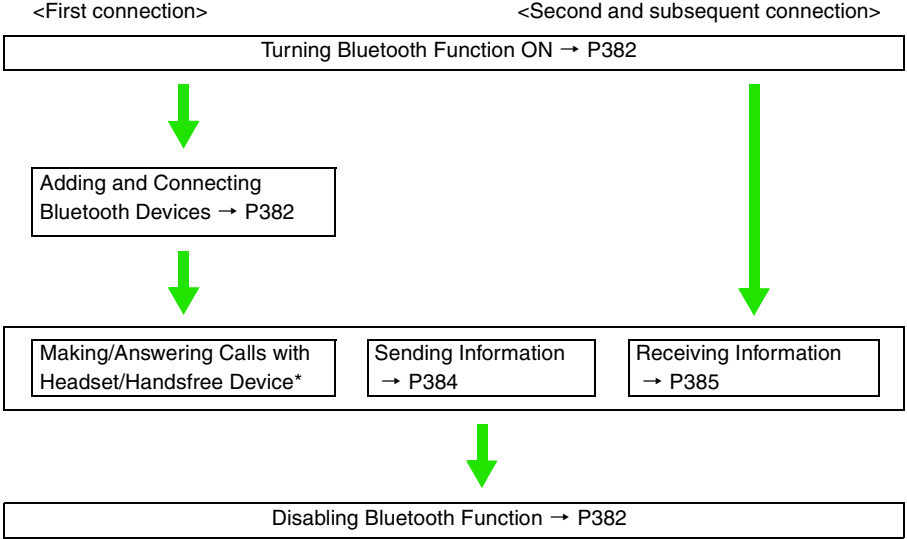 <First connection>
<Second and subsequent connection>
Turning Bluetooth Function ON → P382
Adding and Connecting
Bluetooth Devices → P382
Making/Answering Calls with
Headset/Handsfree Device*
Sending Information
→ P384
Receiving Information
→ P385
Disabling Bluetooth Function → P382